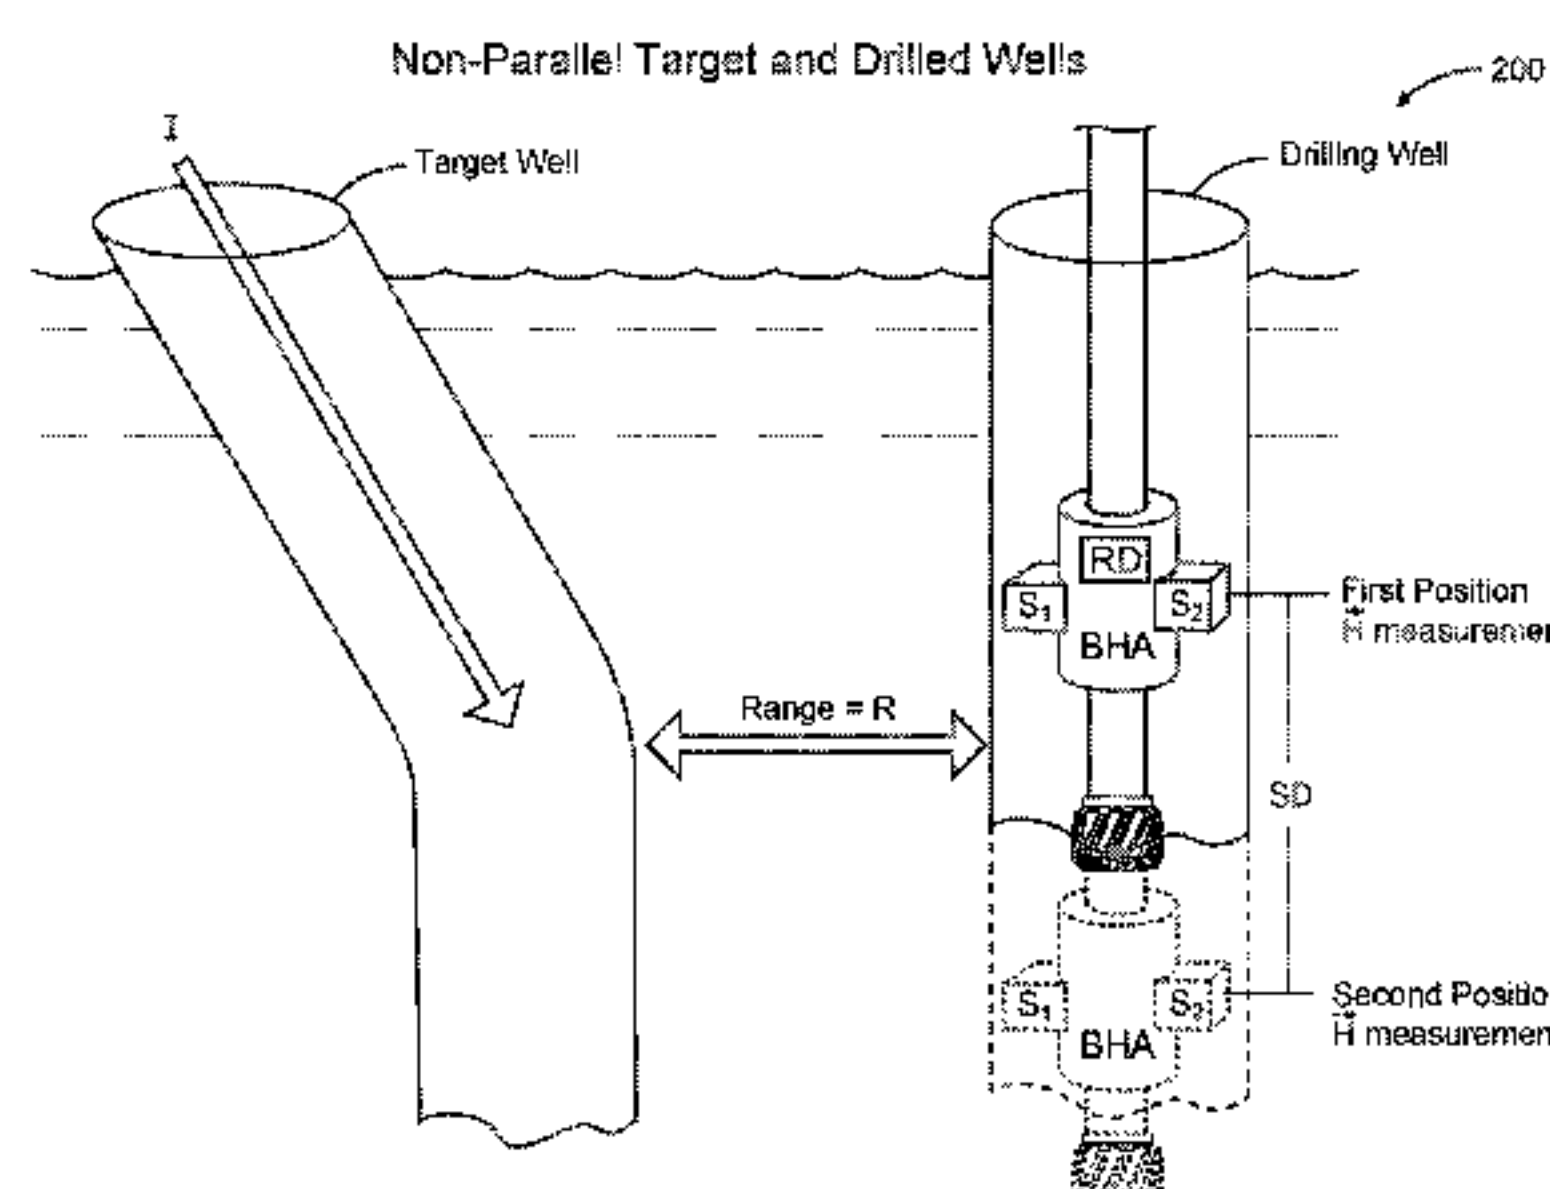 Non-Parallel Target and Drilled Wells
200
I
Target Well
Drilling Well
RD
S1
S2
First Position
H measuremen
BHA
Range = R
SD
S1
S2
Second Positio
H measuremen
BHA